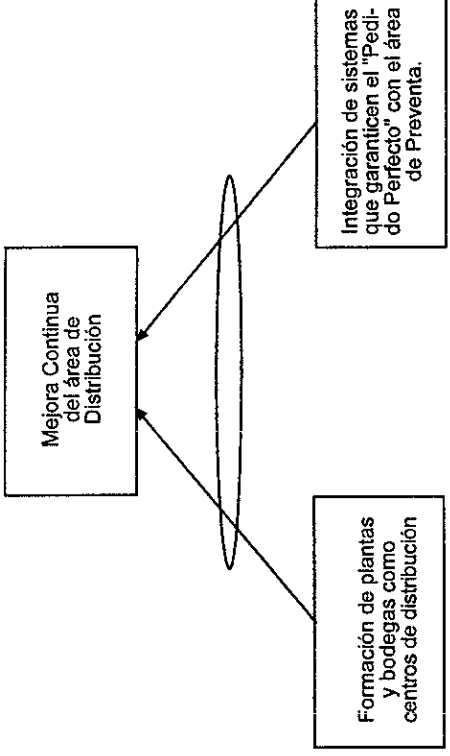 Mejora Continua
del área de
Distribución
Formación de plantas
y bodegas como
centros de distribución
Integración de sistemas
que garanticen el "Pedi-
do Perfecto" con el área
de Preventa.